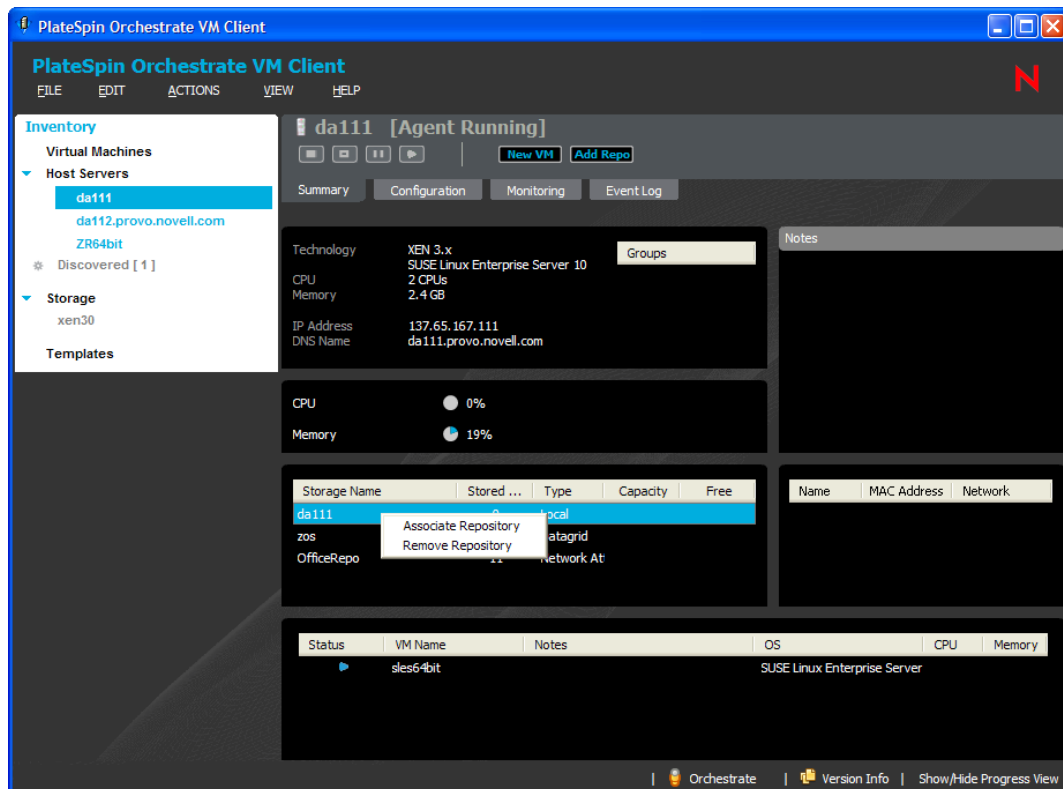 PlateSpin Orchestrate VM Client
PlateSpin Orchestrate VM Client
N
FILE EDIT ACTIONS VIEW HELP
Inventory
Virtual Machines
Host Servers
da111
da112.provo.novell.com
ZR64bit
Discovered [ 1 ]
Storage
xen30
Templates
da111 [Agent Running]
New VM Add Repo
Summary Configuration Monitoring Event Log
Technology XEN 3.x
SUSE Linux Enterprise Server 10
CPU 2 CPUs
Memory 2.4 GB
IP Address 137.65.167.111
DNS Name da111.provo.novell.com
Groups
Notes
CPU 0%
Memory 19%
Storage Name Stored ... Type Capacity Free
da111
zos
OfficeRepo 11 Network At
Associate Repository
Remove Repository
Name MAC Address Network
Status VM Name Notes OS CPU Memory
sles64bit SUSE Linux Enterprise Server
| Orchestrate | Version Info | Show/Hide Progress View